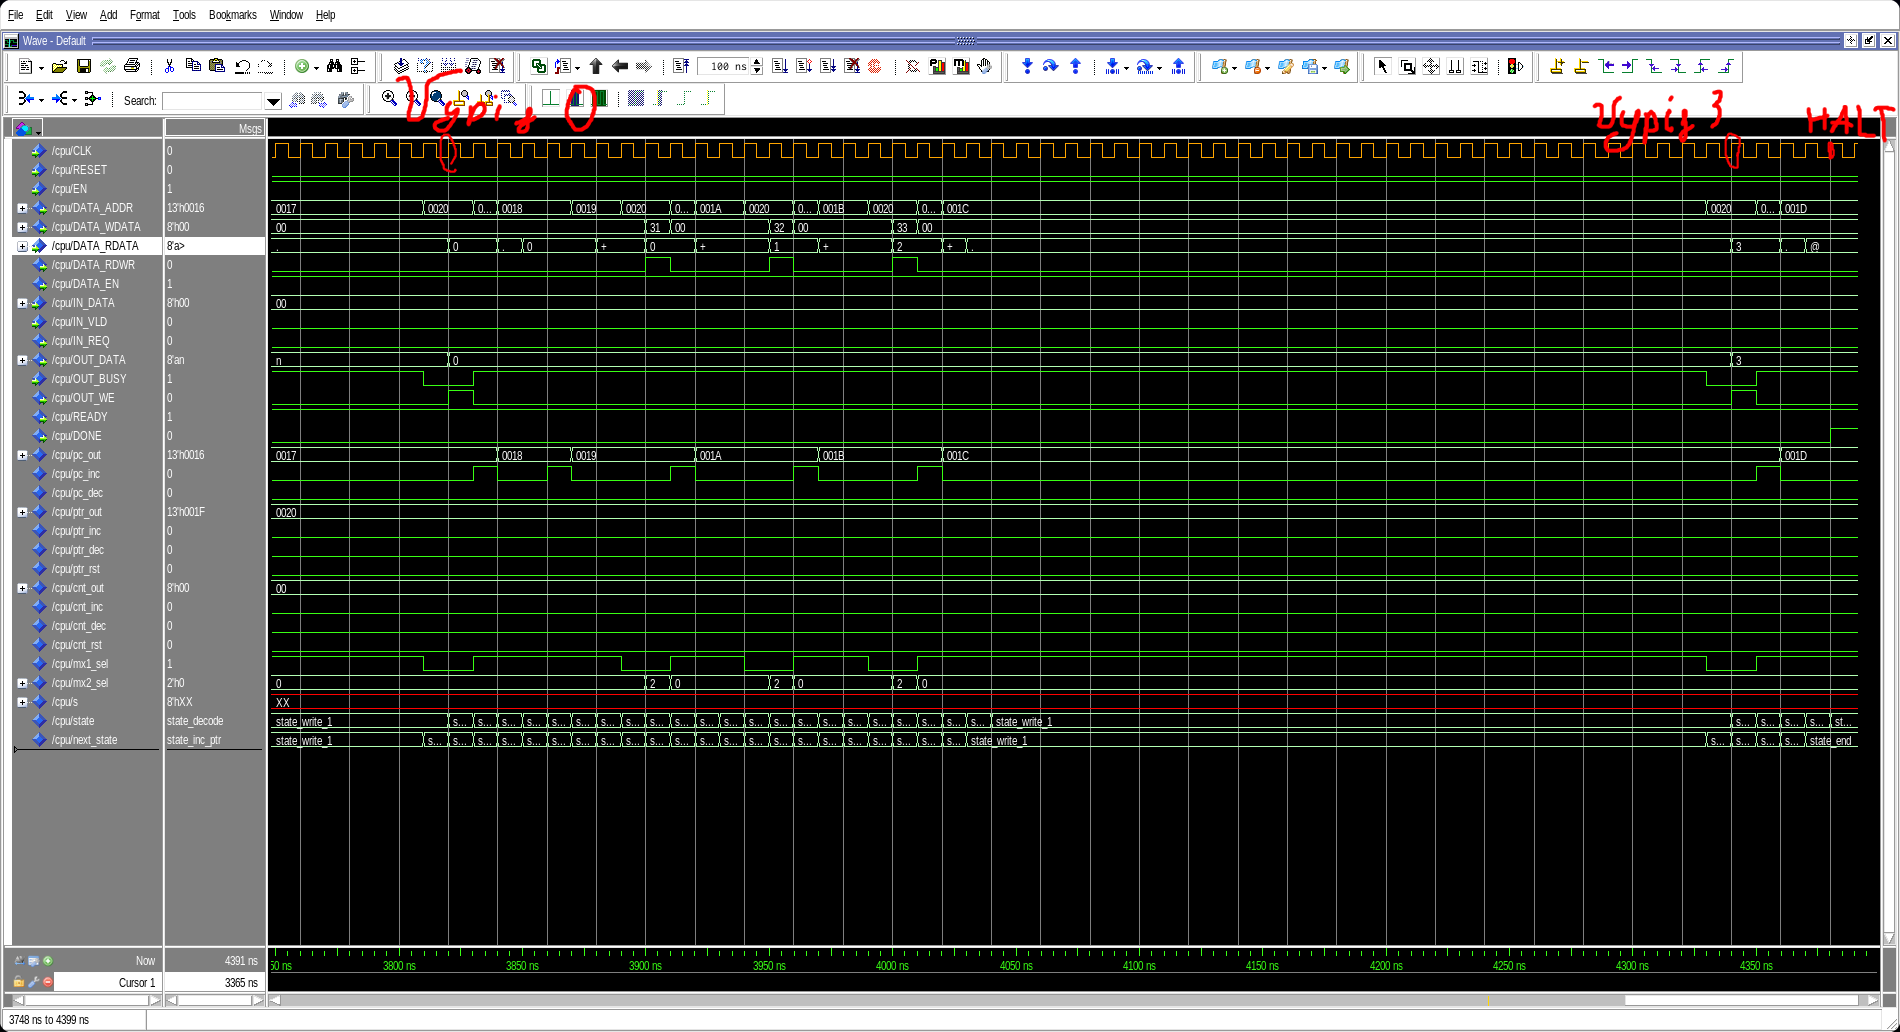 File Edit View Add Format Tools Bookmarks Window Help
Wave - Default
100 ns
Search:
Vypis 0
Vypis 3
HALT
Msgs
/cpu/CLK 0
/cpu/RESET 0
/cpu/EN 1
/cpu/DATA_ADDR 13'h0016 0017 0020 0... 0018 0019 0020 0... 001A 0020 0... 001B 0020 0... 001C 0020 0... 001D
/cpu/DATA_WDATA 8'h00 00 31 00 32 00 33 00
/cpu/DATA_RDATA 8'a> . 0 . 0 + 0 + 1 + 2 + . 3 . @
/cpu/DATA_RDWR 0
/cpu/DATA_EN 1
/cpu/IN_DATA 8'h00 00
/cpu/IN_VLD 0
/cpu/IN_REQ 0
/cpu/OUT_DATA 8'an n 0 3
/cpu/OUT_BUSY 1
/cpu/OUT_WE 0
/cpu/READY 1
/cpu/DONE 0
/cpu/pc_out 13'h0016 0017 0018 0019 001A 001B 001C 001D
/cpu/pc_inc 0
/cpu/pc_dec 0
/cpu/ptr_out 13'h001F 0020
/cpu/ptr_inc 0
/cpu/ptr_dec 0
/cpu/ptr_rst 0
/cpu/cnt_out 8'h00 00
/cpu/cnt_inc 0
/cpu/cnt_dec 0
/cpu/cnt_rst 0
/cpu/mx1_sel 1
/cpu/mx2_sel 2'h0 0 2 0 2 0 2 0
/cpu/s 8'hXX XX
/cpu/state state_decode state_write_1 s... s... s... s... s... s... s... s... s... s... s... s... s... s... s... s... s... s... s... s... s... s... state_write_1 s... s... s... s... st...
/cpu/next_state state_inc_ptr state_write_1 s... s... s... s... s... s... s... s... s... s... s... s... s... s... s... s... s... s... s... s... s... s... state_write_1 s... s... s... s... state_end
Now 4391 ns 50 ns 3800 ns 3850 ns 3900 ns 3950 ns 4000 ns 4050 ns 4100 ns 4150 ns 4200 ns 4250 ns 4300 ns 4350 ns
Cursor 1 3365 ns
3748 ns to 4399 ns